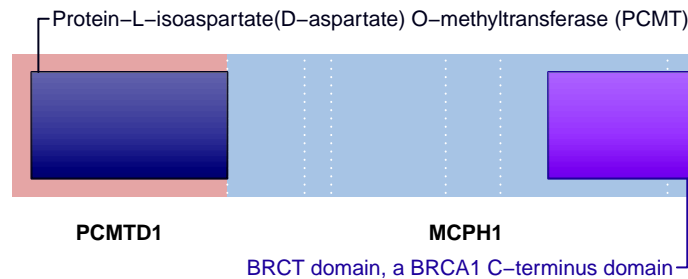 Protein−L−isoaspartate(D−aspartate) O−methyltransferase (PCMT)
PCMTD1
MCPH1
BRCT domain, a BRCA1 C−terminus domain